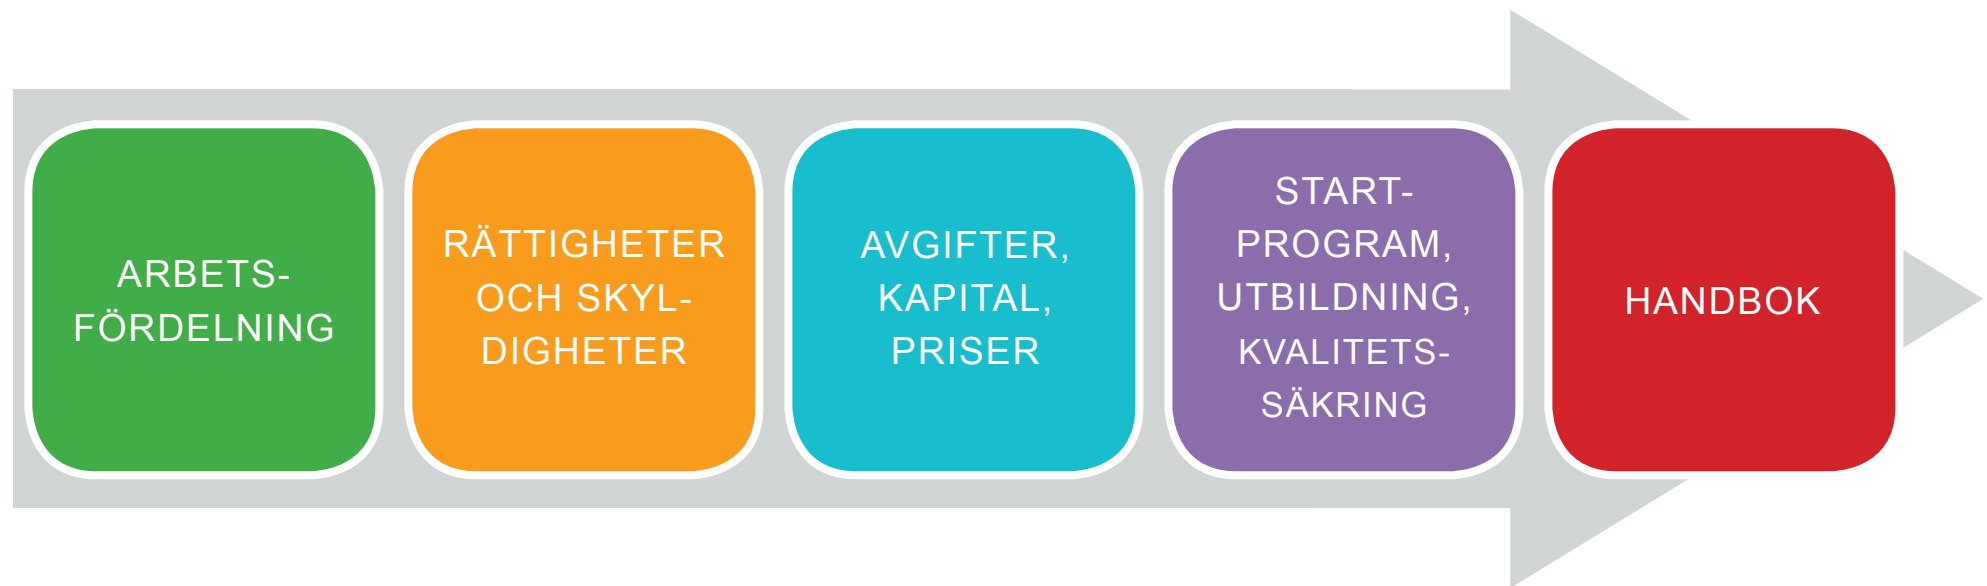 ARBETS-
FÖRDELNING
RÄTTIGHETER
OCH SKYL-
DIGHETER
AVGIFTER,
KAPITAL,
PRISER
START-
PROGRAM,
UTBILDNING,
KVALITETS-
SÄKRING
HANDBOK